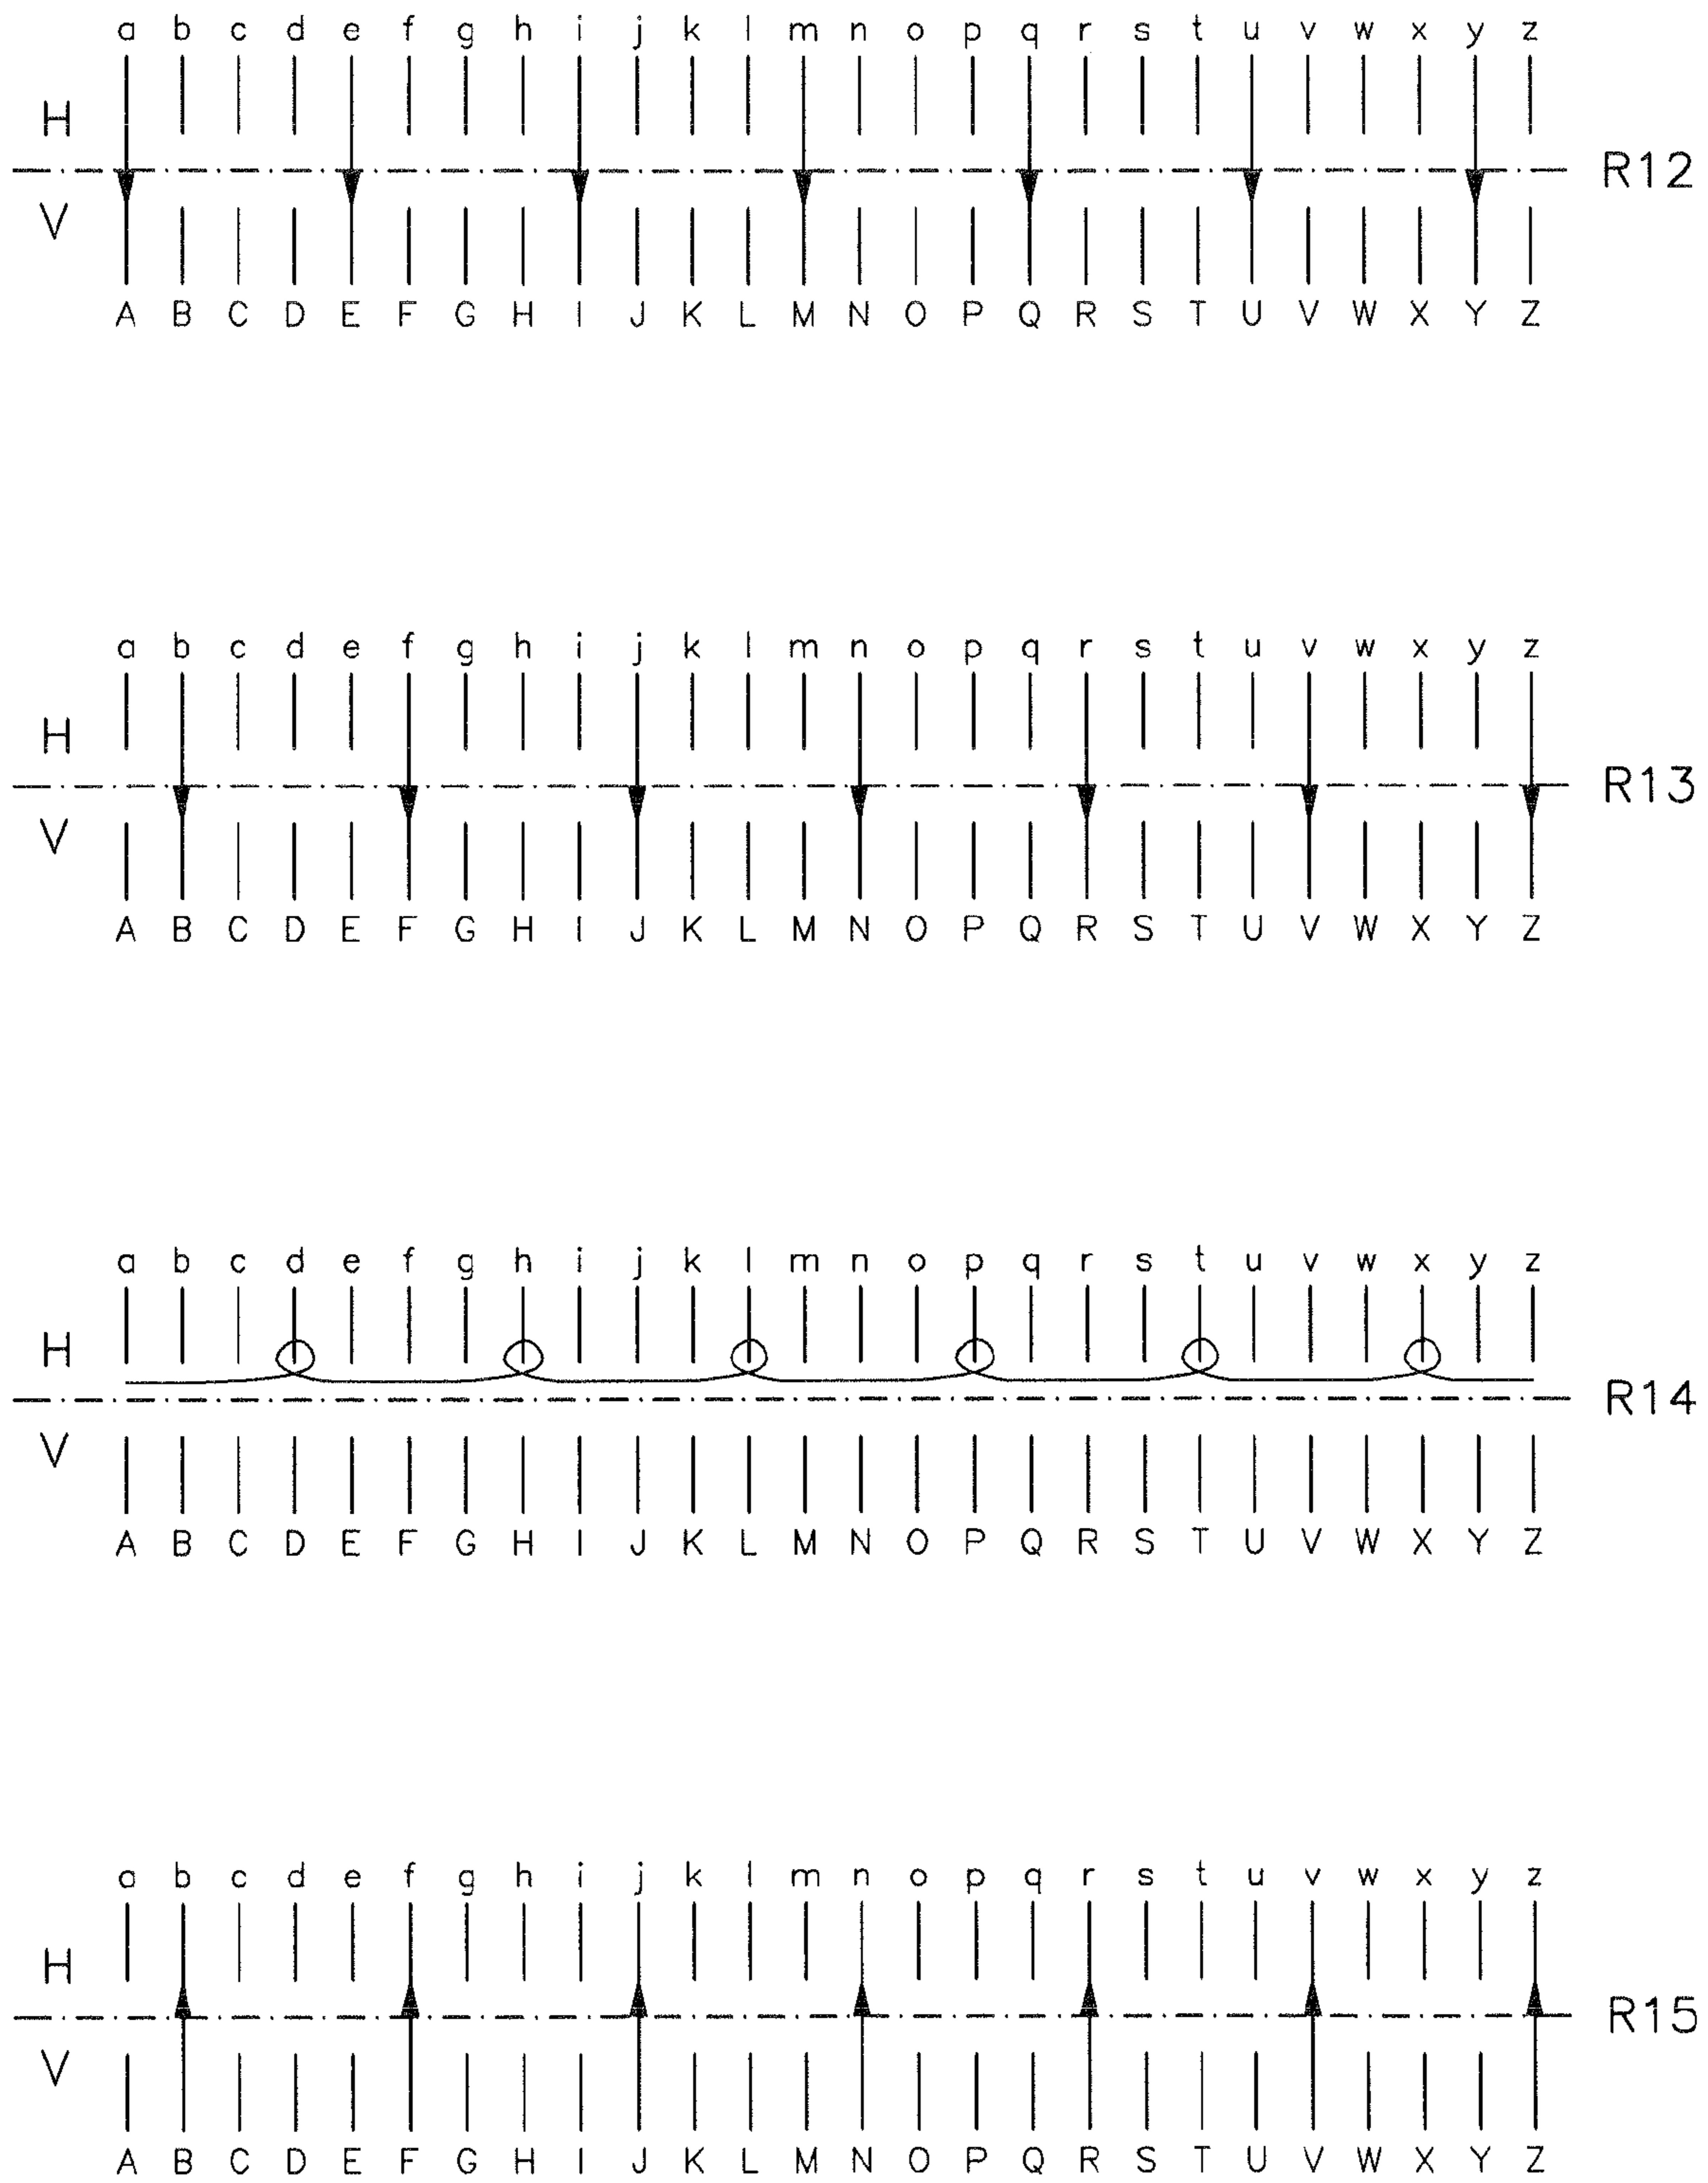 a b c d e f g h i j k l m n o p q r s t u v w x y z
H
R12
V
A B C D E F G H I J K L M N O P Q R S T U V W X Y Z
a b c d e f g h i j k l m n o p q r s t u v w x y z
H
R13
V
A B C D E F G H I J K L M N O P Q R S T U V W X Y Z
a b c d e f g h i j k l m n o p q r s t u v w x y z
H
R14
V
A B C D E F G H I J K L M N O P Q R S T U V W X Y Z
a b c d e f g h i j k l m n o p q r s t u v w x y z
H
R15
V
A B C D E F G H I J K L M N O P Q R S T U V W X Y Z